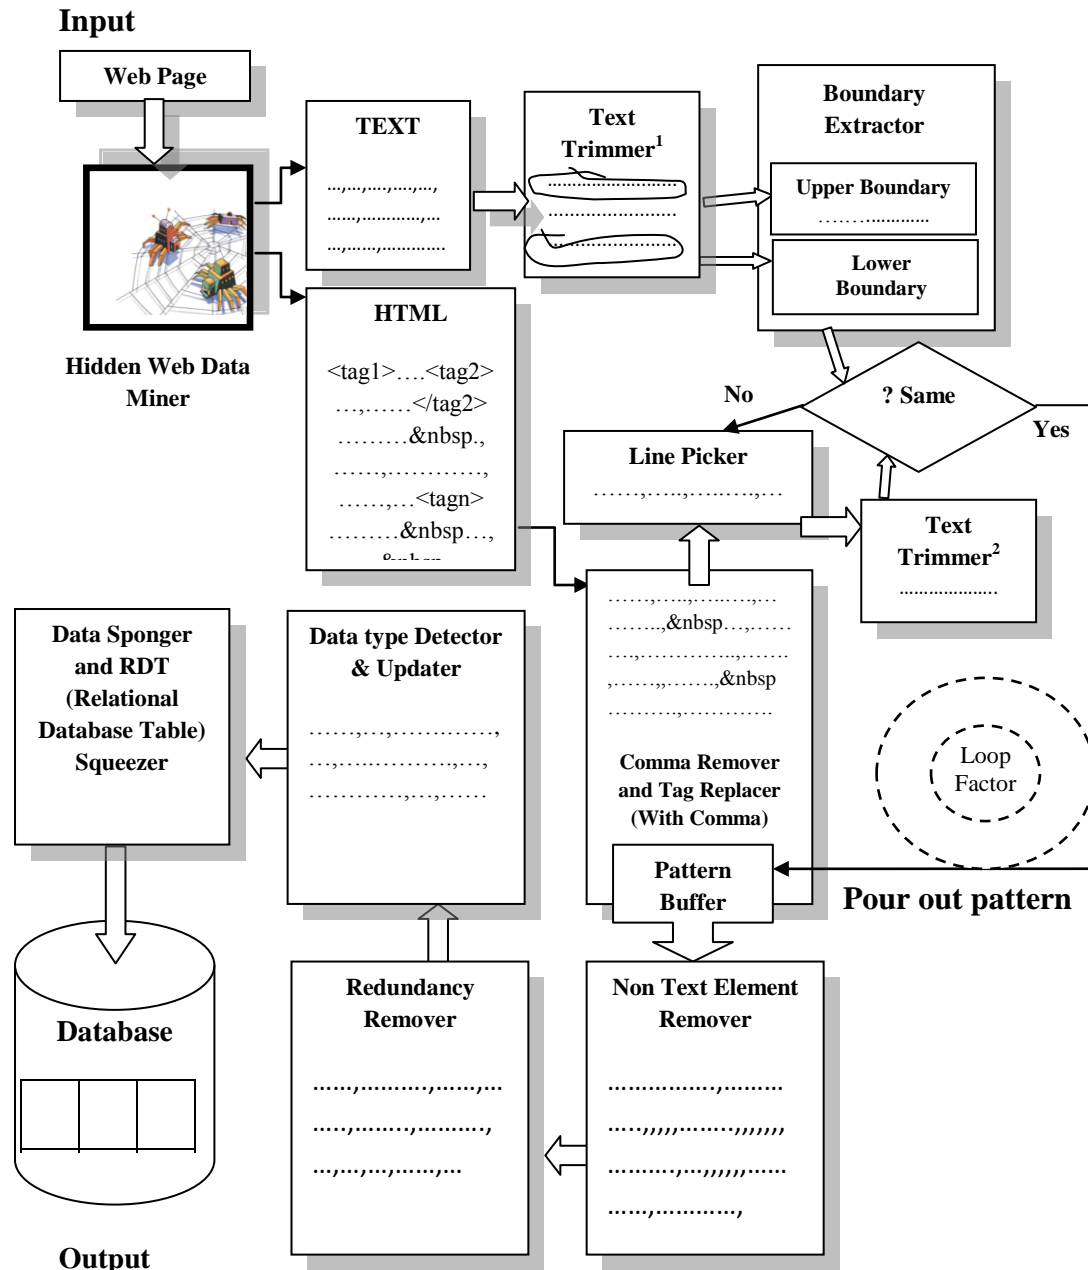 Input
Web Page
Hidden Web Data
Miner
TEXT
...,...,....,....,...,
......,............,...
...,......,.............
HTML
<tag1>….<tag2>
…,……</tag2>
………&nbsp.,
……,…………,
……,…<tagn>
………&nbsp…,
Text
Trimmer¹
Boundary
Extractor
Upper Boundary
Lower
Boundary
? Same
No
Yes
Line Picker
……,…..,…..…,…
Text
Trimmer²
……,…..,…..…,…
……..,&nbsp…,……
….,…………..,…….
,……,,…….,&nbsp
……….,………….
Comma Remover
and Tag Replacer
(With Comma)
Pattern
Buffer
Loop
Factor
Pour out pattern
Non Text Element
Remover
…………….,………
…..,,,,,……..,,,,,,,
……….,…,,,,,,……
……,…………,
Redundancy
Remover
……,……….,……,…
…..,………,………,
…,…,…,……,…
Data type Detector
& Updater
……,…,……………,
…,…..………..,…,
…………,…,……
Data Sponger
and RDT
(Relational
Database Table)
Squeezer
Database
Output